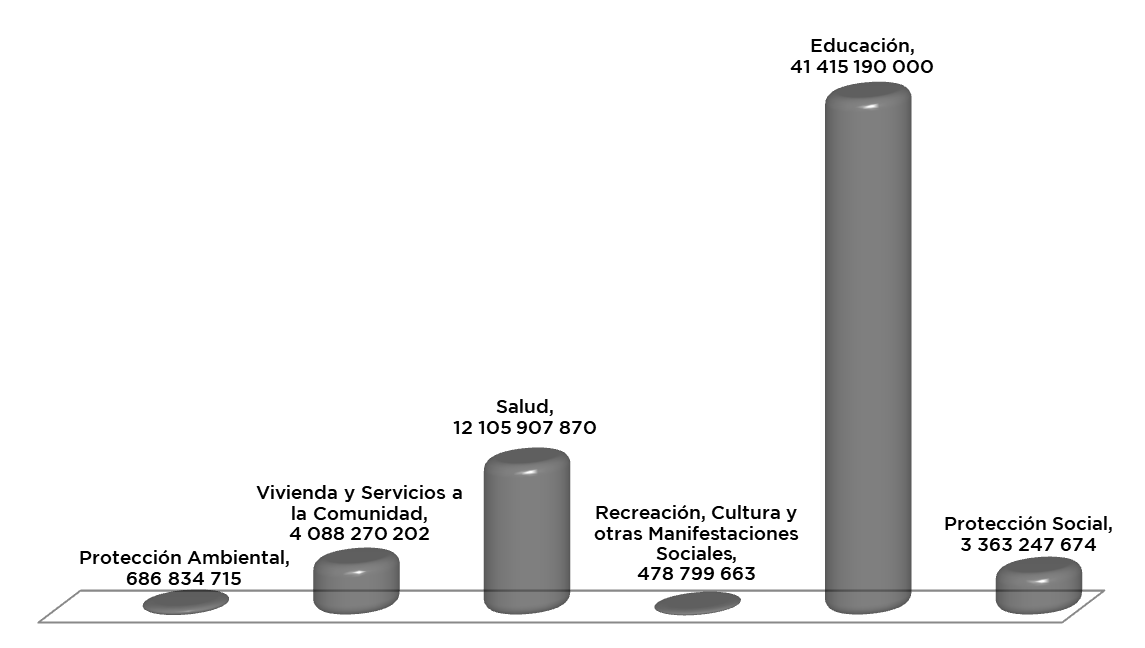 Protección Ambiental,
686 834 715
Vivienda y Servicios a
la Comunidad,
4 088 270 202
Salud,
12 105 907 870
Recreación, Cultura y
otras Manifestaciones
Sociales,
478 799 663
Educación,
41 415 190 000
Protección Social,
3 363 247 674